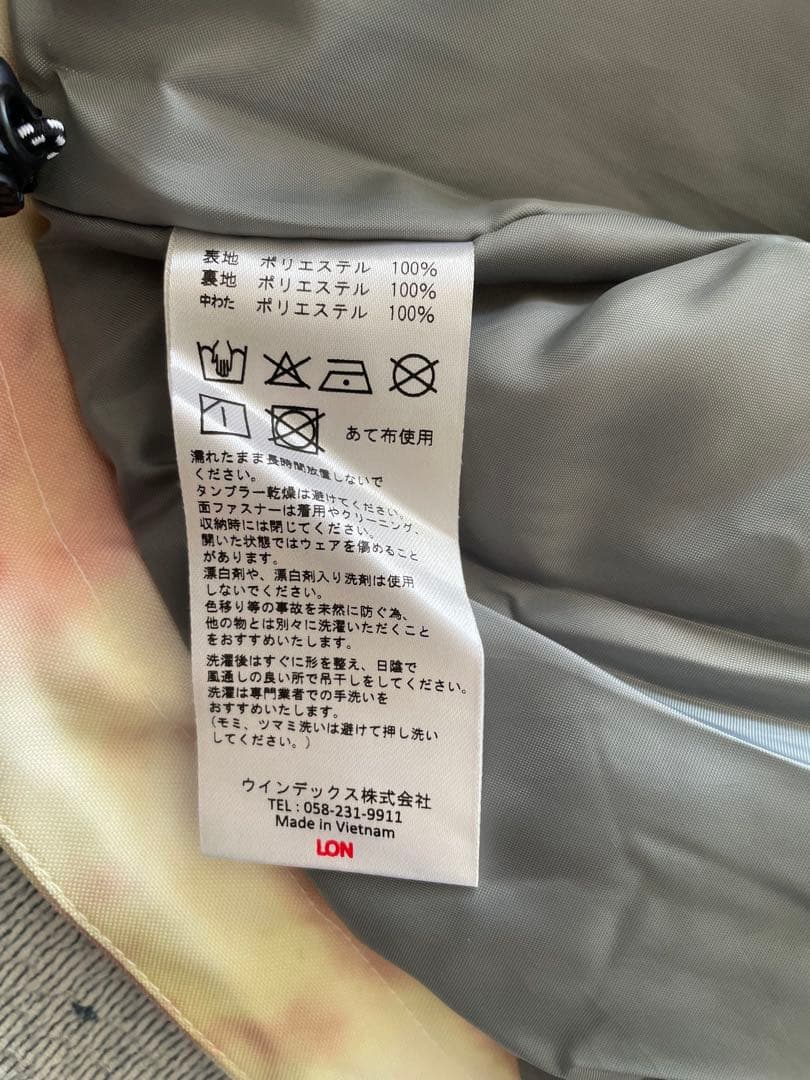 表地 ポリエステル 100%
裏地 ポリエステル 100%
中わた ポリエステル 100%
あて布使用
濡れたまま長時間放置しないで
ください。
タンブラー乾燥は避けてください。
面ファスナーは着用やクリーニング、
収納時には閉じてください。
開いた状態ではウェアを傷めること
があります。
漂白剤や、漂白剤入り洗剤は使用
しないでください。
色移り等の事故を未然に防ぐ為、
他の物とは別々に洗濯いただくこと
をおすすめいたします。
洗濯後はすぐに形を整え、日陰で
風通しの良い所で吊干しをしてください。
洗濯は専門業者での手洗いを
おすすめいたします。
(モミ、ツマミ洗いは避けて押し洗い
してください。)
ウインデックス株式会社
TEL : 058-231-9911
Made in Vietnam
LON